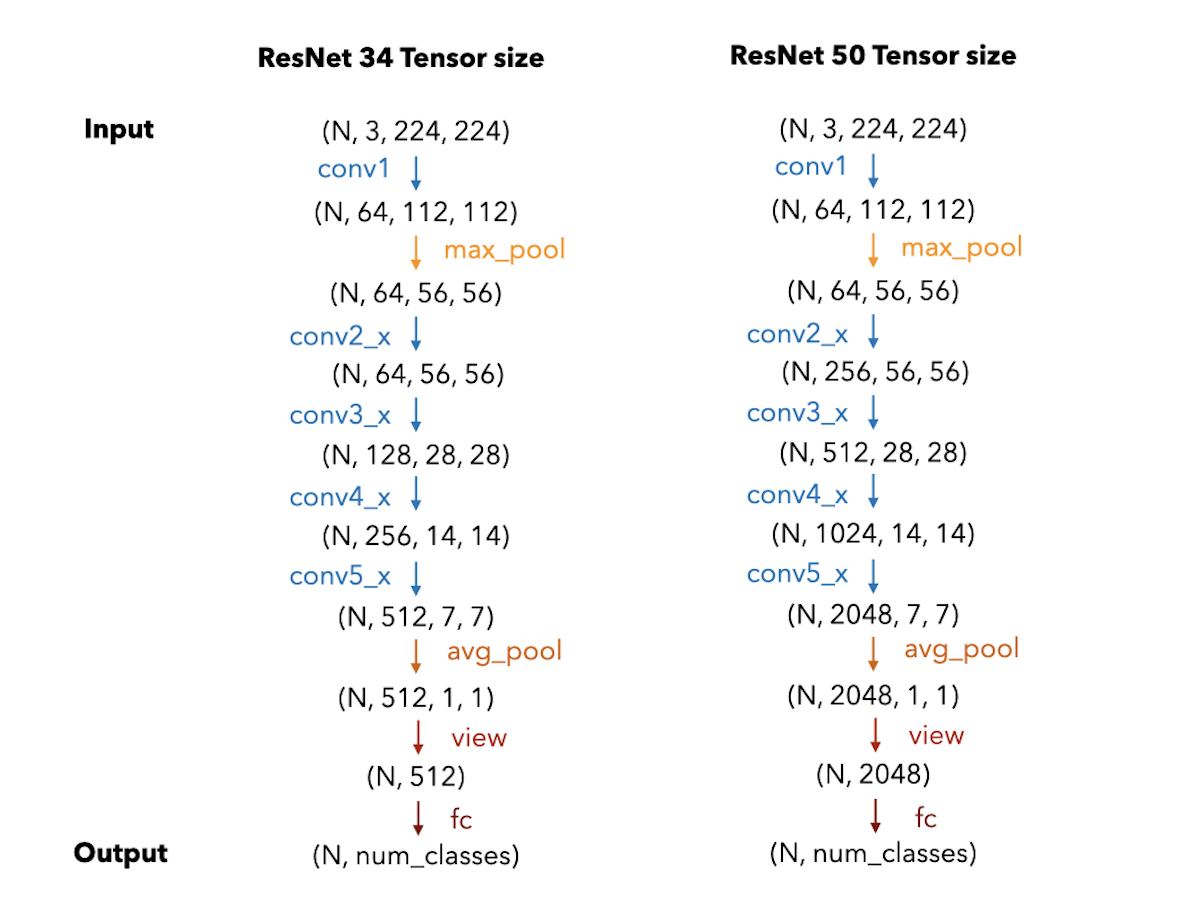 ResNet 34 Tensor size
ResNet 50 Tensor size
Input
(N, 3, 224, 224)
(N, 3, 224, 224)
conv1
conv1
(N, 64, 112, 112)
(N, 64, 112, 112)
max_pool
max_pool
(N, 64, 56, 56)
(N, 64, 56, 56)
conv2_x
conv2_x
(N, 64, 56, 56)
(N, 256, 56, 56)
conv3_x
conv3_x
(N, 128, 28, 28)
(N, 512, 28, 28)
conv4_x
conv4_x
(N, 256, 14, 14)
(N, 1024, 14, 14)
conv5_x
conv5_x
(N, 512, 7, 7)
(N, 2048, 7, 7)
avg_pool
avg_pool
(N, 512, 1, 1)
(N, 2048, 1, 1)
view
view
(N, 512)
(N, 2048)
fc
fc
Output
(N, num_classes)
(N, num_classes)